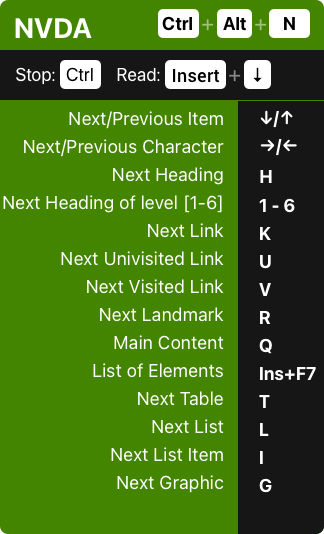 NVDA Ctrl + Alt + N
Stop: Ctrl Read: Insert + ↓
Next/Previous Item ↓/↑
Next/Previous Character →/←
Next Heading H
Next Heading of level [1-6] 1 - 6
Next Link K
Next Univisited Link U
Next Visited Link V
Next Landmark R
Main Content Q
List of Elements Ins+F7
Next Table T
Next List L
Next List Item I
Next Graphic G